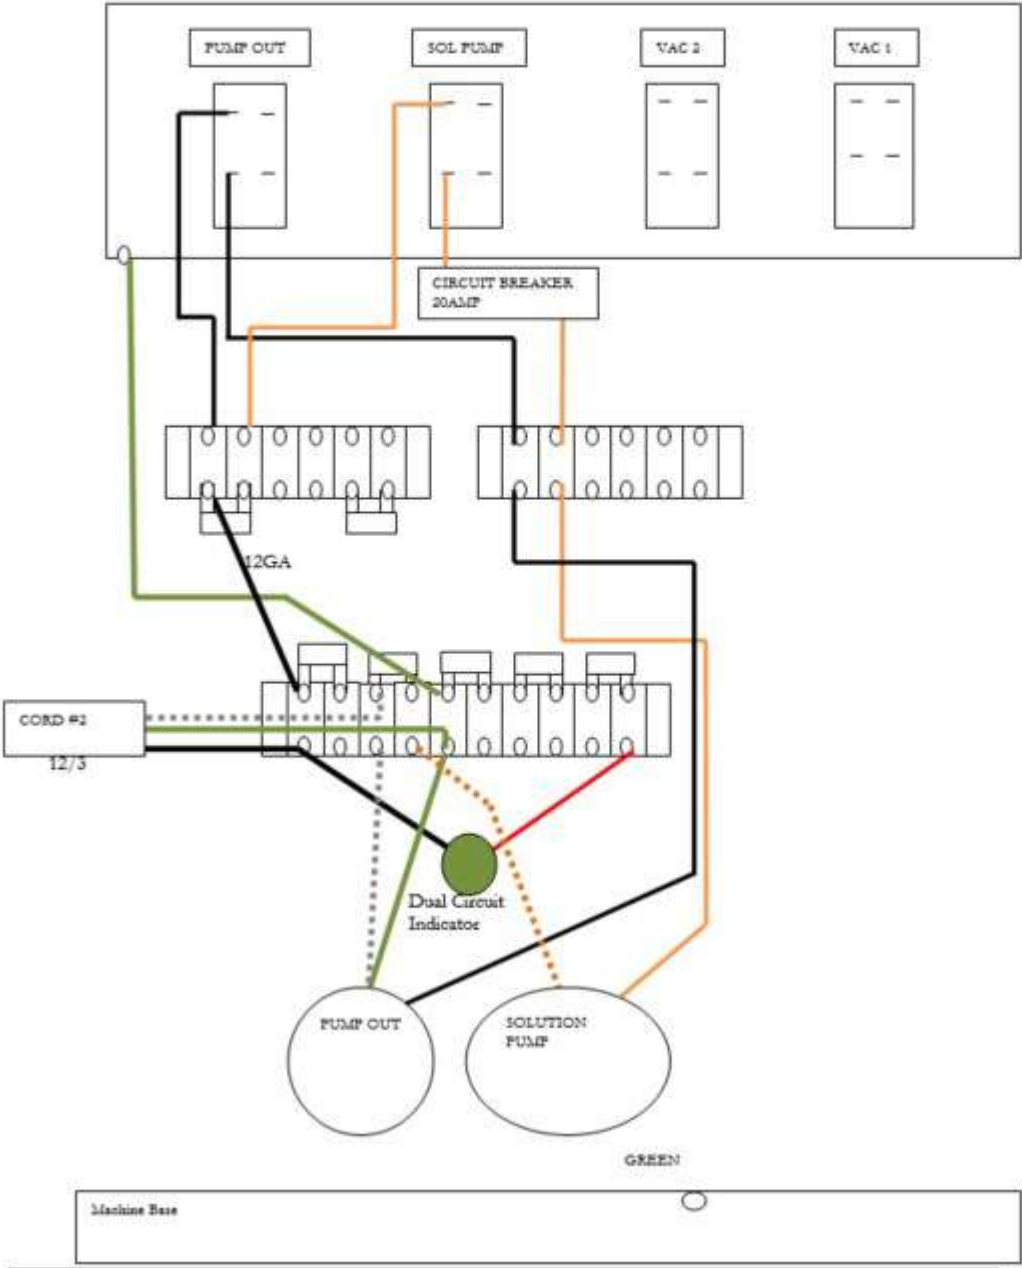 PUMP OUT
SOL PUMP
VAC 2
VAC 1
CIRCUIT BREAKER
20AMP
12GA
CORD #2
12/3
Dual Circuit
Indicator
PUMP OUT
SOLUTION
PUMP
GREEN
Machine Base